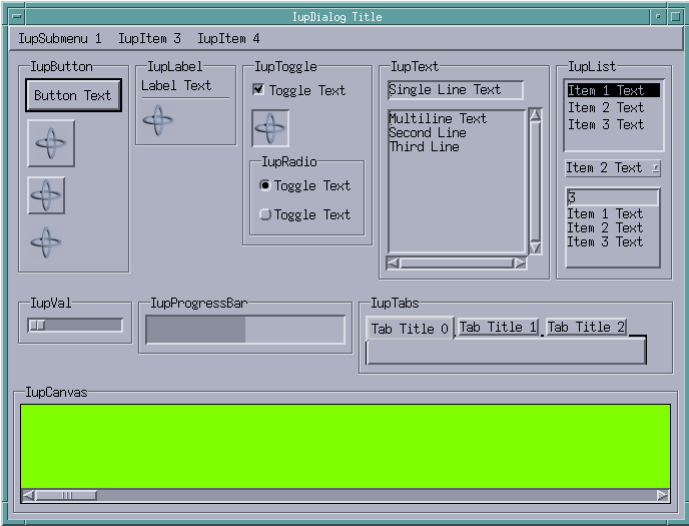 IupDialog Title
IupSubmenu 1 IupItem 3 IupItem 4
IupButton
Button Text
IupLabel
Label Text
IupToggle
Toggle Text
IupRadio
Toggle Text
Toggle Text
IupText
Single Line Text
Multiline Text
Second Line
Third Line
IupList
Item 1 Text
Item 2 Text
Item 3 Text
Item 2 Text
3
Item 1 Text
Item 2 Text
Item 3 Text
IupVal
IupProgressBar
IupTabs
Tab Title 0 Tab Title 1 Tab Title 2
IupCanvas